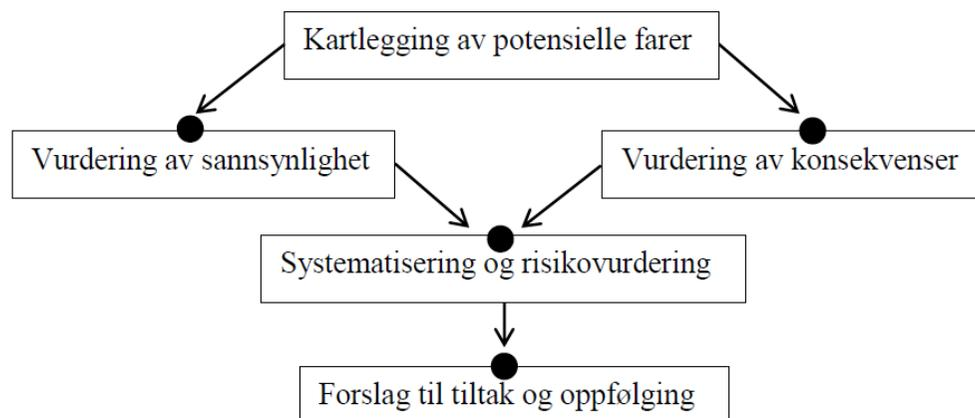 Kartlegging av potensielle farer
Vurdering av sannsynlighet
Vurdering av konsekvenser
Systematisering og risikovurdering
Forslag til tiltak og oppfølging